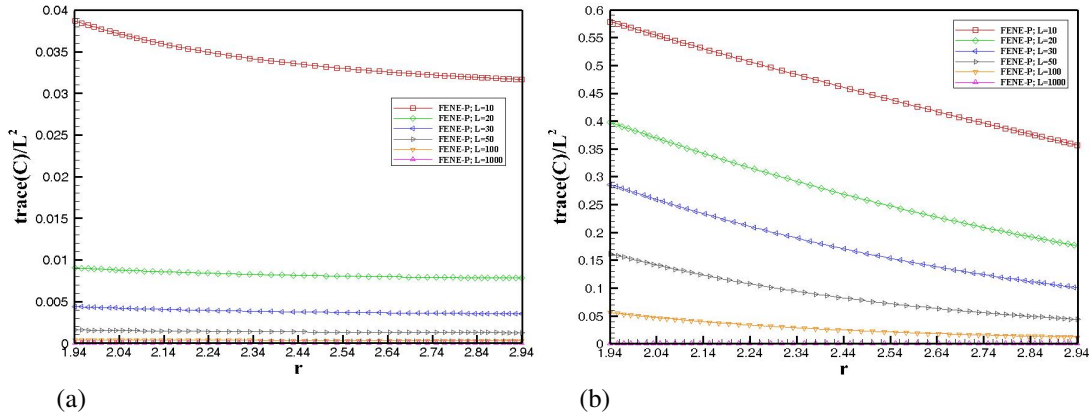 0.04
0.035
0.03
0.025
0.02
0.015
0.01
0.005
0
trace(C)/L²
1.94 2.04 2.14 2.24 2.34 2.44 2.54 2.64 2.74 2.84 2.94
r
FENE-P; L=10
FENE-P; L=20
FENE-P; L=30
FENE-P; L=50
FENE-P; L=100
FENE-P; L=1000
(a)
0.6
0.55
0.5
0.45
0.4
0.35
0.3
0.25
0.2
0.15
0.1
0.05
0
trace(C)/L²
1.94 2.04 2.14 2.24 2.34 2.44 2.54 2.64 2.74 2.84 2.94
r
FENE-P; L=10
FENE-P; L=20
FENE-P; L=30
FENE-P; L=50
FENE-P; L=100
FENE-P; L=1000
(b)